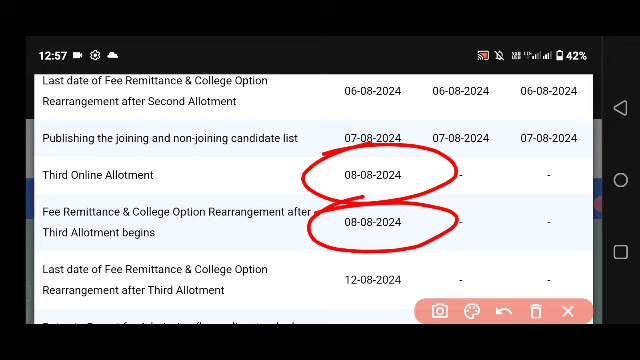 12:57 42%
Last date of Fee Remittance & College Option
Rearrangement after Second Allotment 06-08-2024 06-08-2024 06-08-2024
Publishing the joining and non-joining candidate list 07-08-2024 07-08-2024 07-08-2024
Third Online Allotment 08-08-2024 - -
Fee Remittance & College Option Rearrangement after
Third Allotment begins 08-08-2024 - -
Last date of Fee Remittance & College Option
Rearrangement after Third Allotment 12-08-2024 - -